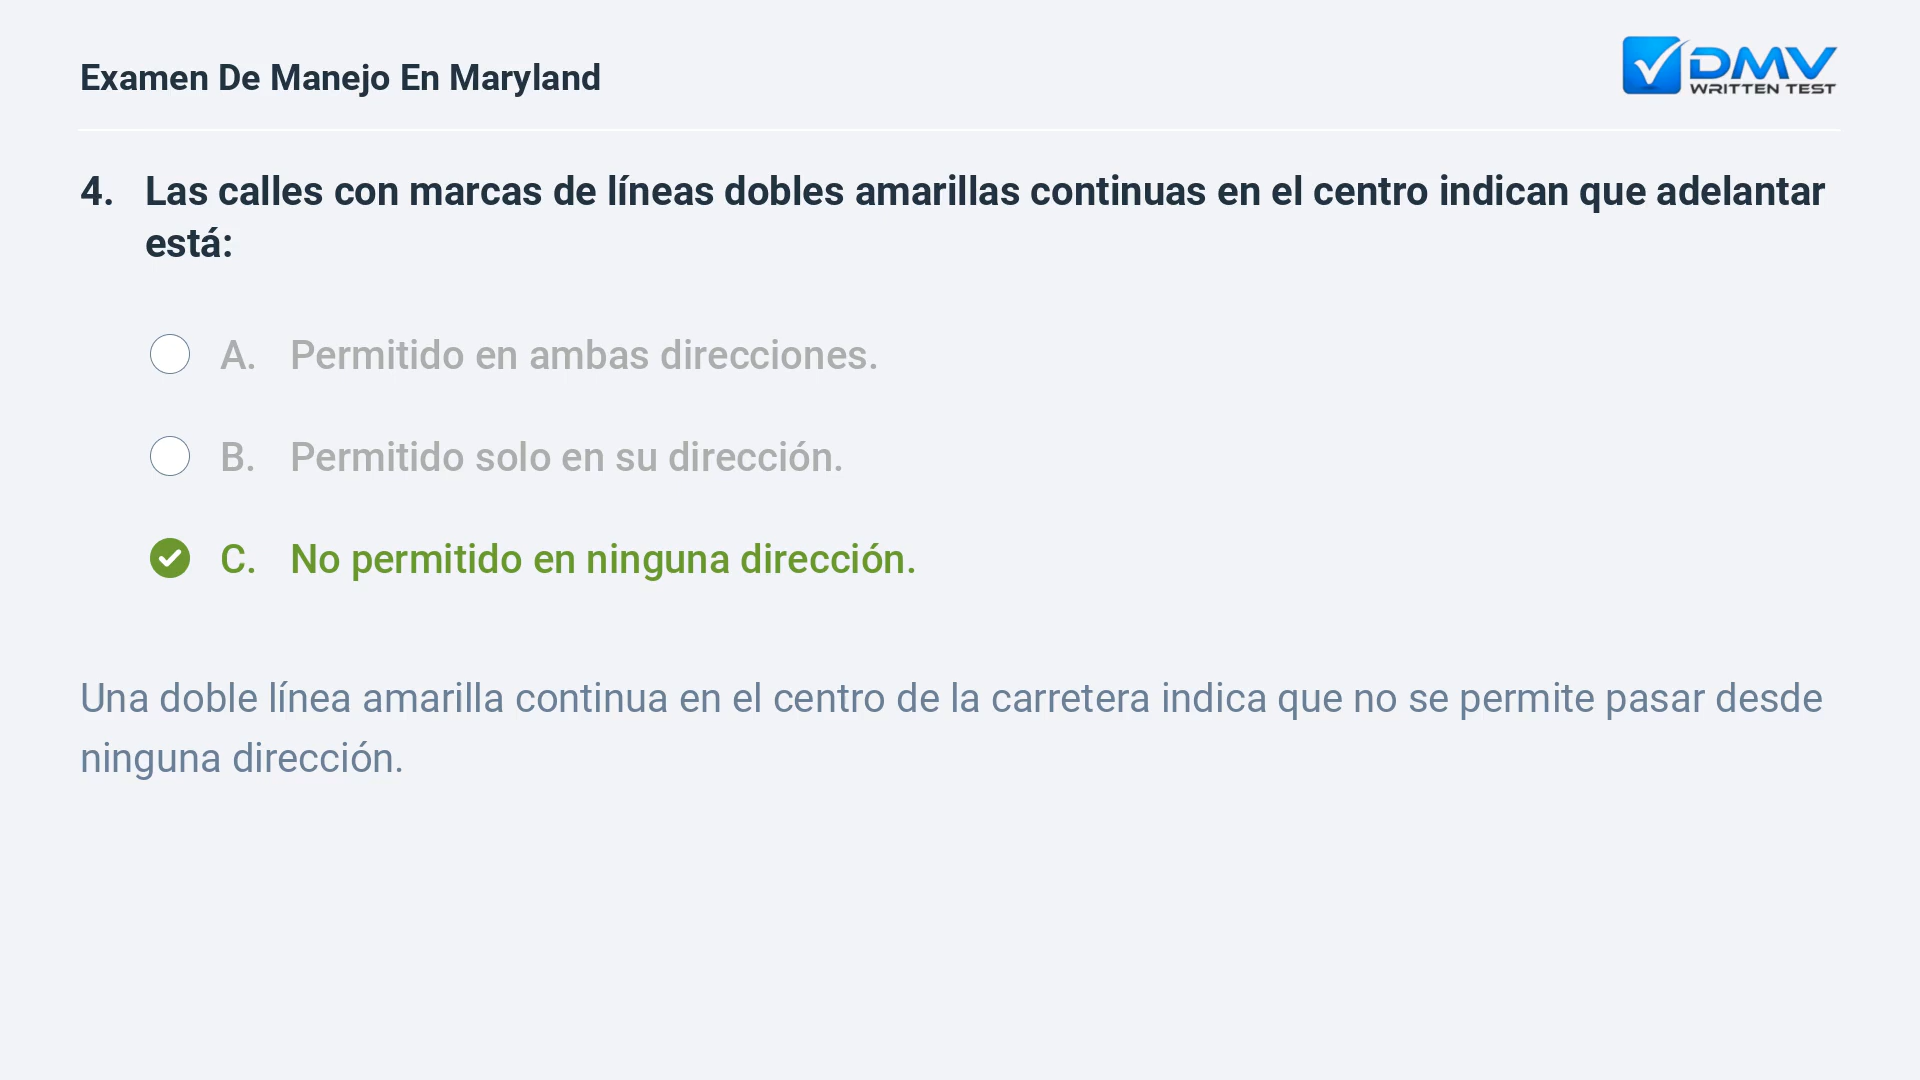 Examen De Manejo En Maryland
DMV
WRITTEN TEST
4. Las calles con marcas de líneas dobles amarillas continuas en el centro indican que adelantar
está:
A. Permitido en ambas direcciones.
B. Permitido solo en su dirección.
C. No permitido en ninguna dirección.
Una doble línea amarilla continua en el centro de la carretera indica que no se permite pasar desde
ninguna dirección.